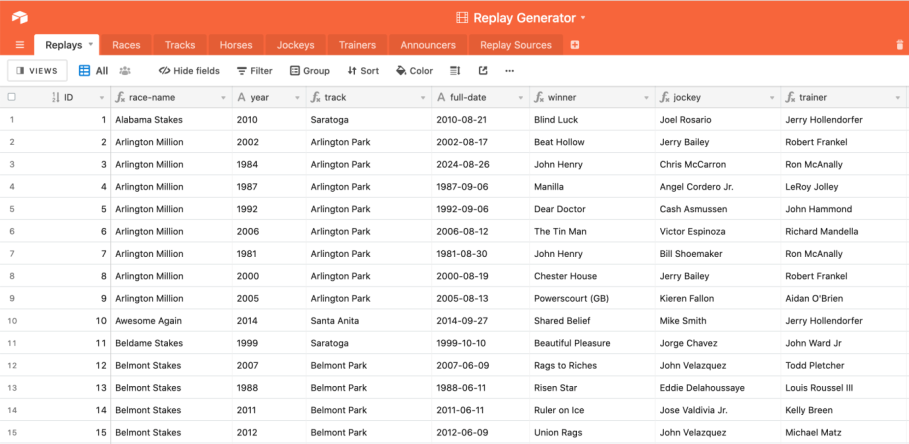 Replay Generator
Replays Races Tracks Horses Jockeys Trainers Announcers Replay Sources
VIEWS All Hide fields Filter Group Sort Color
ID race-name year track full-date winner jockey trainer
1 1 Alabama Stakes 2010 Saratoga 2010-08-21 Blind Luck Joel Rosario Jerry Hollendorfer
2 2 Arlington Million 2002 Arlington Park 2002-08-17 Beat Hollow Jerry Bailey Robert Frankel
3 3 Arlington Million 1984 Arlington Park 2024-08-26 John Henry Chris McCarron Ron McAnally
4 4 Arlington Million 1987 Arlington Park 1987-09-06 Manilla Angel Cordero Jr. LeRoy Jolley
5 5 Arlington Million 1992 Arlington Park 1992-09-06 Dear Doctor Cash Asmussen John Hammond
6 6 Arlington Million 2006 Arlington Park 2006-08-12 The Tin Man Victor Espinoza Richard Mandella
7 7 Arlington Million 1981 Arlington Park 1981-08-30 John Henry Bill Shoemaker Ron McAnally
8 8 Arlington Million 2000 Arlington Park 2000-08-19 Chester House Jerry Bailey Robert Frankel
9 9 Arlington Million 2005 Arlington Park 2005-08-13 Powerscourt (GB) Kieren Fallon Aidan O'Brien
10 10 Awesome Again 2014 Santa Anita 2014-09-27 Shared Belief Mike Smith Jerry Hollendorfer
11 11 Beldame Stakes 1999 Saratoga 1999-10-10 Beautiful Pleasure Jorge Chavez John Ward Jr
12 12 Belmont Stakes 2007 Belmont Park 2007-06-09 Rags to Riches John Velazquez Todd Pletcher
13 13 Belmont Stakes 1988 Belmont Park 1988-06-11 Risen Star Eddie Delahoussaye Louis Roussel III
14 14 Belmont Stakes 2011 Belmont Park 2011-06-11 Ruler on Ice Jose Valdivia Jr. Kelly Breen
15 15 Belmont Stakes 2012 Belmont Park 2012-06-09 Union Rags John Velazquez Michael Matz